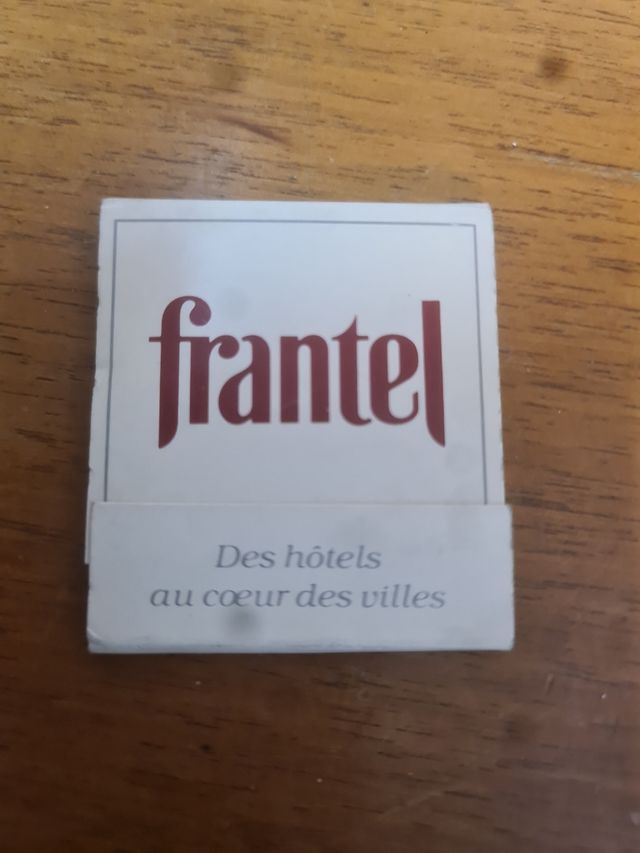 frantel
Des hôtels
au cœur des villes